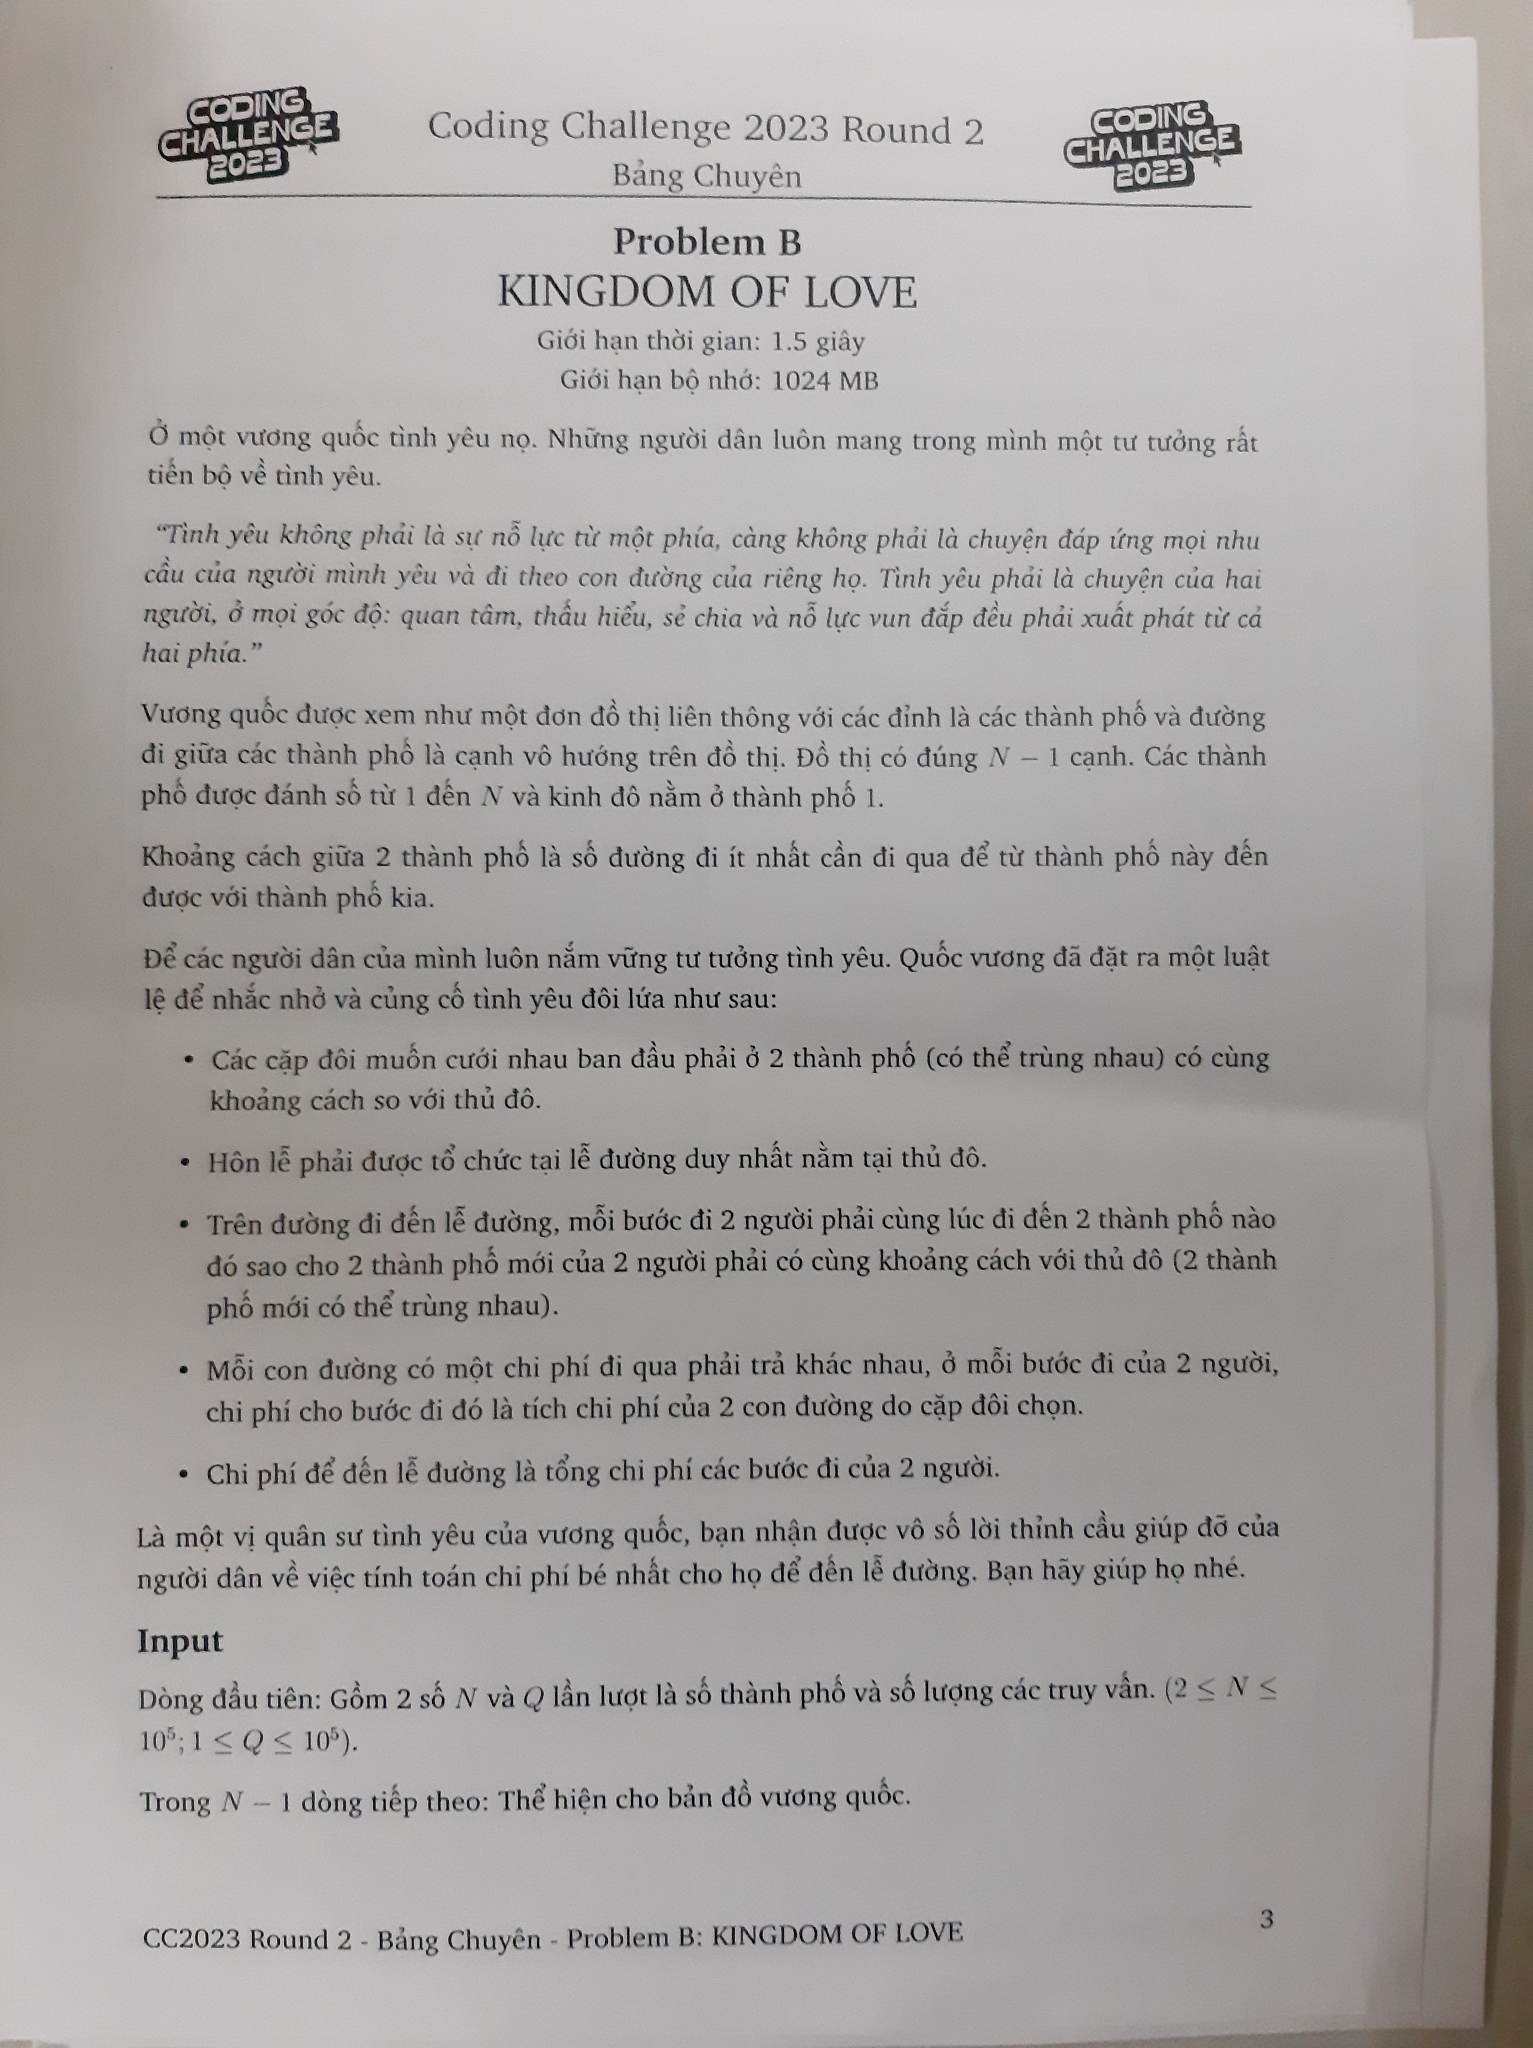 CODING
CHALLENGE
2023
Coding Challenge 2023 Round 2
Bảng Chuyên
CODING
CHALLENGE
2023
Problem B
KINGDOM OF LOVE
Giới hạn thời gian: 1.5 giây
Giới hạn bộ nhớ: 1024 MB
Ở một vương quốc tình yêu nọ. Những người dân luôn mang trong mình một tư tưởng rất
tiến bộ về tình yêu.
“Tình yêu không phải là sự nỗ lực từ một phía, càng không phải là chuyện đáp ứng mọi nhu
cầu của người mình yêu và đi theo con đường của riêng họ. Tình yêu phải là chuyện của hai
người, ở mọi góc độ: quan tâm, thấu hiểu, sẻ chia và nỗ lực vun đắp đều phải xuất phát từ cả
hai phía.”
Vương quốc được xem như một đơn đồ thị liên thông với các đỉnh là các thành phố và đường
đi giữa các thành phố là cạnh vô hướng trên đồ thị. Đồ thị có đúng N − 1 cạnh. Các thành
phố được đánh số từ 1 đến N và kinh đô nằm ở thành phố 1.
Khoảng cách giữa 2 thành phố là số đường đi ít nhất cần đi qua để từ thành phố này đến
được với thành phố kia.
Để các người dân của mình luôn nắm vững tư tưởng tình yêu. Quốc vương đã đặt ra một luật
lệ để nhắc nhở và củng cố tình yêu đôi lứa như sau:
• Các cặp đôi muốn cưới nhau ban đầu phải ở 2 thành phố (có thể trùng nhau) có cùng
khoảng cách so với thủ đô.
• Hôn lễ phải được tổ chức tại lễ đường duy nhất nằm tại thủ đô.
• Trên đường đi đến lễ đường, mỗi bước đi 2 người phải cùng lúc đi đến 2 thành phố nào
đó sao cho 2 thành phố mới của 2 người phải có cùng khoảng cách với thủ đô (2 thành
phố mới có thể trùng nhau).
• Mỗi con đường có một chi phí đi qua phải trả khác nhau, ở mỗi bước đi của 2 người,
chi phí cho bước đi đó là tích chi phí của 2 con đường do cặp đôi chọn.
• Chi phí để đến lễ đường là tổng chi phí các bước đi của 2 người.
Là một vị quân sư tình yêu của vương quốc, bạn nhận được vô số lời thỉnh cầu giúp đỡ của
người dân về việc tính toán chi phí bé nhất cho họ để đến lễ đường. Bạn hãy giúp họ nhé.
Input
Dòng đầu tiên: Gồm 2 số N và Q lần lượt là số thành phố và số lượng các truy vấn. (2 ≤ N ≤
10⁵; 1 ≤ Q ≤ 10⁵).
Trong N − 1 dòng tiếp theo: Thể hiện cho bản đồ vương quốc.
CC2023 Round 2 - Bảng Chuyên - Problem B: KINGDOM OF LOVE
3